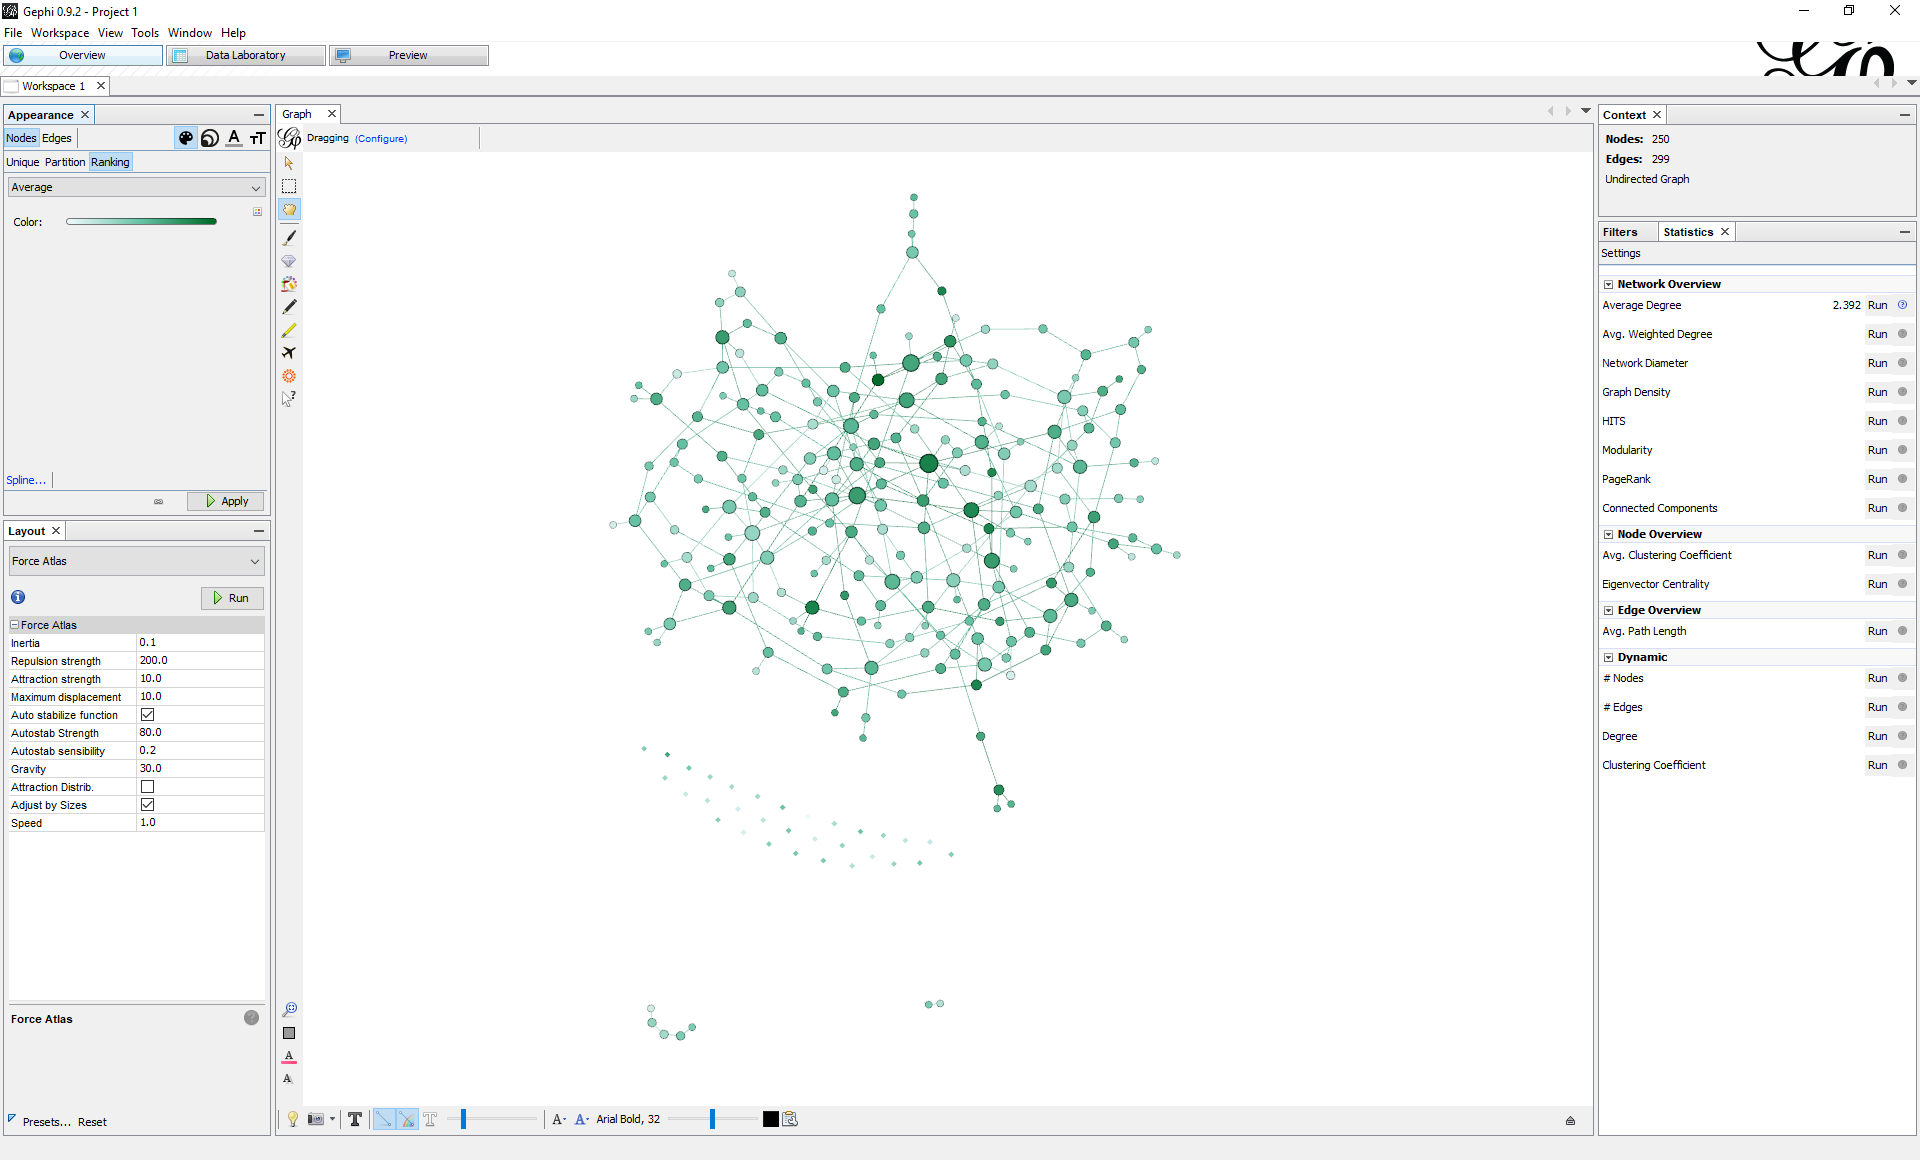 Gephi 0.9.2 - Project 1
File Workspace View Tools Window Help
Overview
Data Laboratory
Preview
Workspace 1
Appearance
Nodes Edges
Unique Partition Ranking
Average
Color:
Spline...
Apply
Layout
Force Atlas
Run
Force Atlas
Inertia 0.1
Repulsion strength 200.0
Attraction strength 10.0
Maximum displacement 10.0
Auto stabilize function
Autostab Strength 80.0
Autostab sensibility 0.2
Gravity 30.0
Attraction Distrib.
Adjust by Sizes
Speed 1.0
Force Atlas
Presets... Reset
Graph
Dragging (Configure)
Arial Bold, 32
Context
Nodes: 250
Edges: 299
Undirected Graph
Filters Statistics
Settings
Network Overview
Average Degree 2.392 Run
Avg. Weighted Degree Run
Network Diameter Run
Graph Density Run
HITS Run
Modularity Run
PageRank Run
Connected Components Run
Node Overview
Avg. Clustering Coefficient Run
Eigenvector Centrality Run
Edge Overview
Avg. Path Length Run
Dynamic
# Nodes Run
# Edges Run
Degree Run
Clustering Coefficient Run